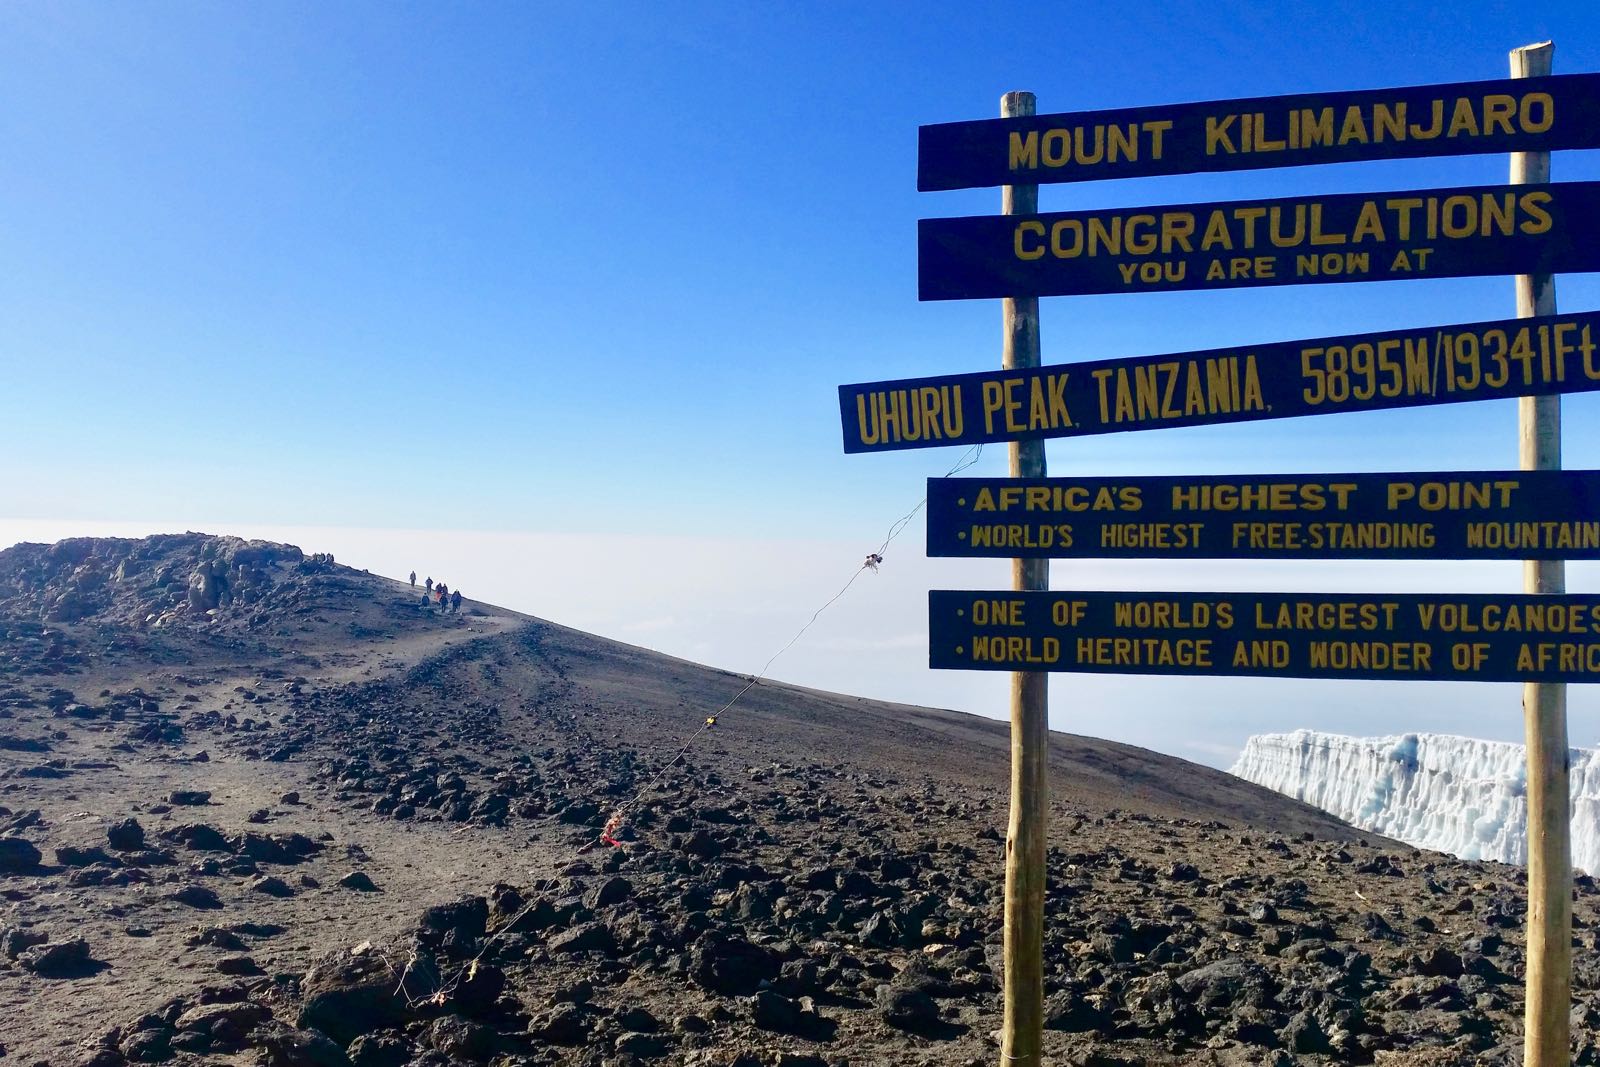 MOUNT KILIMANJARO
CONGRATULATIONS
YOU ARE NOW AT
UHURU PEAK, TANZANIA, 5895M/19341Ft
• AFRICA'S HIGHEST POINT
• WORLD'S HIGHEST FREE-STANDING MOUNTAIN
• ONE OF WORLD'S LARGEST VOLCANOES
• WORLD HERITAGE AND WONDER OF AFRIC